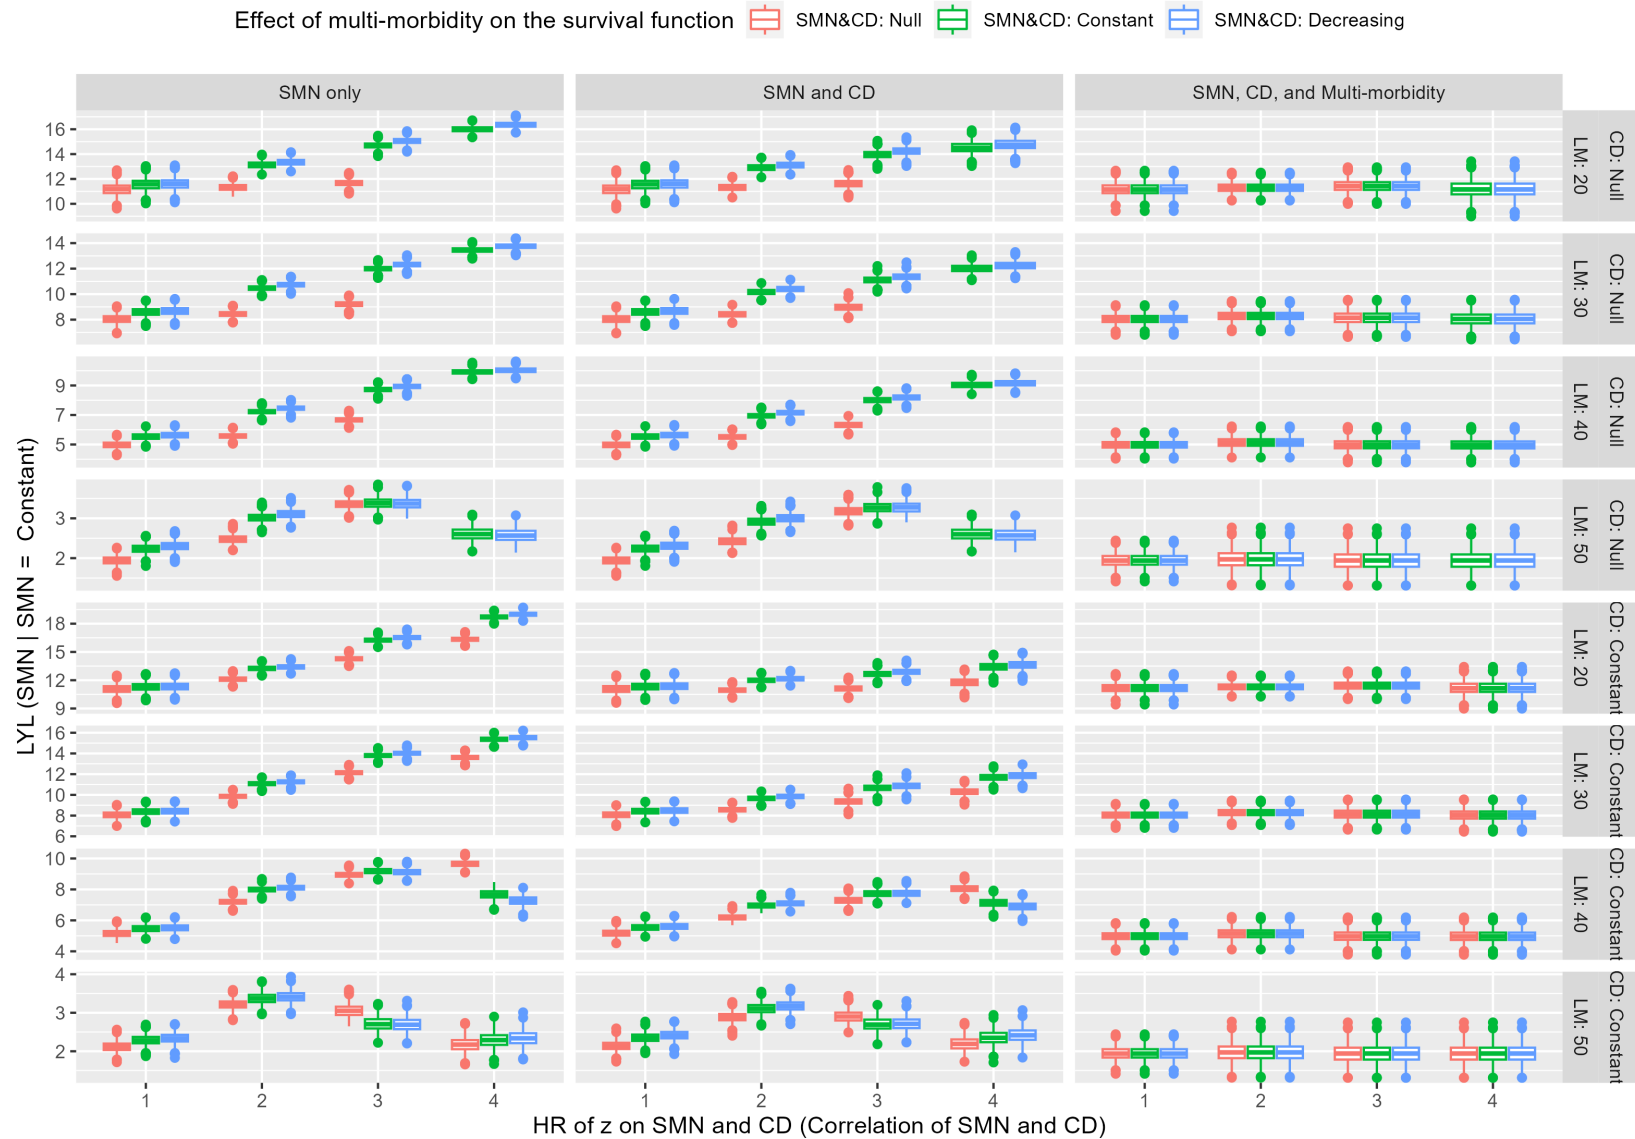 Effect of multi-morbidity on the survival function SMN&CD: Null SMN&CD: Constant SMN&CD: Decreasing
SMN only SMN and CD SMN, CD, and Multi-morbidity
LYL (SMN | SMN = Constant)
16
14
12
10
CD: Null
LM: 20
14
12
10
8
CD: Null
LM: 30
9
7
5
CD: Null
LM: 40
3
2
CD: Null
LM: 50
18
15
12
9
CD: Constant
LM: 20
16
14
12
10
8
6
CD: Constant
LM: 30
10
8
6
4
CD: Constant
LM: 40
4
3
2
CD: Constant
LM: 50
1 2 3 4 1 2 3 4 1 2 3 4
HR of z on SMN and CD (Correlation of SMN and CD)